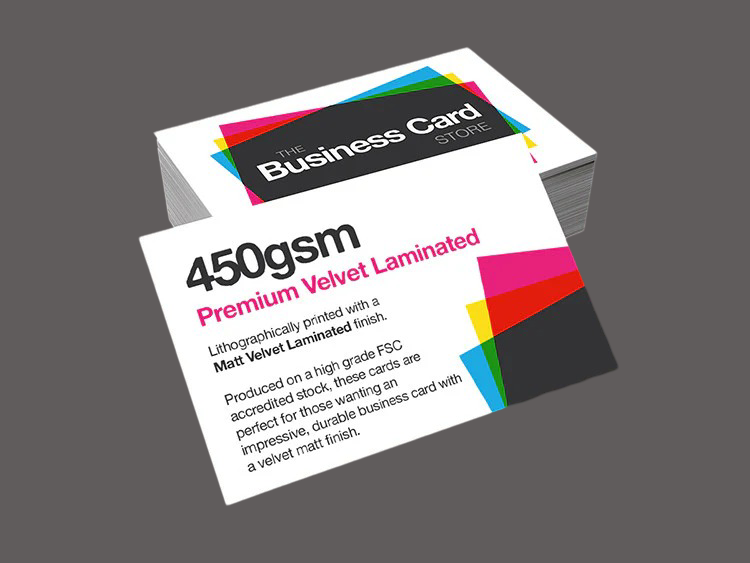 THE
Business Card
STORE
450gsm
Premium Velvet Laminated
Lithographically printed with a
Matt Velvet Laminated finish.
Produced on a high grade FSC
accredited stock, these cards are
perfect for those wanting an
impressive, durable business card with
a velvet matt finish.